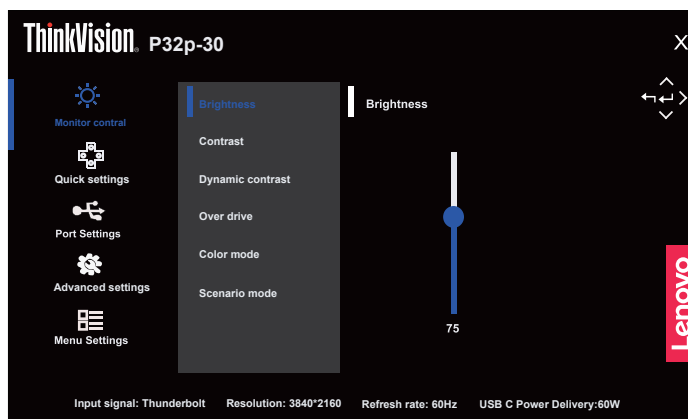 ThinkVision® P32p-30
X
Monitor contral
Quick settings
Port Settings
Advanced settings
Menu Settings
Brightness
Contrast
Dynamic contrast
Over drive
Color mode
Scenario mode
Brightness
75
Lenovo
Input signal: Thunderbolt Resolution: 3840*2160 Refresh rate: 60Hz USB C Power Delivery:60W